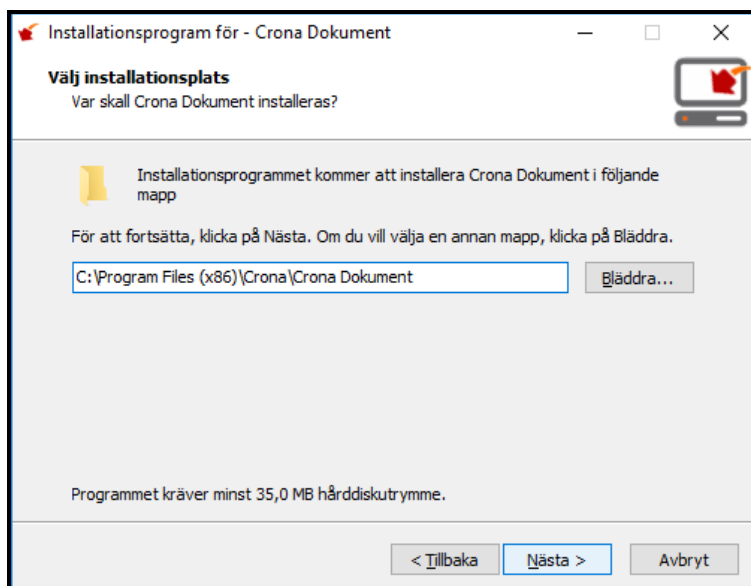 Installationsprogram för - Crona Dokument
Välj installationsplats
Var skall Crona Dokument installeras?
Installationsprogrammet kommer att installera Crona Dokument i följande
mapp
För att fortsätta, klicka på Nästa. Om du vill välja en annan mapp, klicka på Bläddra.
C:\Program Files (x86)\Crona\Crona Dokument
Bläddra...
Programmet kräver minst 35,0 MB hårddiskutrymme.
< Tillbaka
Nästa >
Avbryt